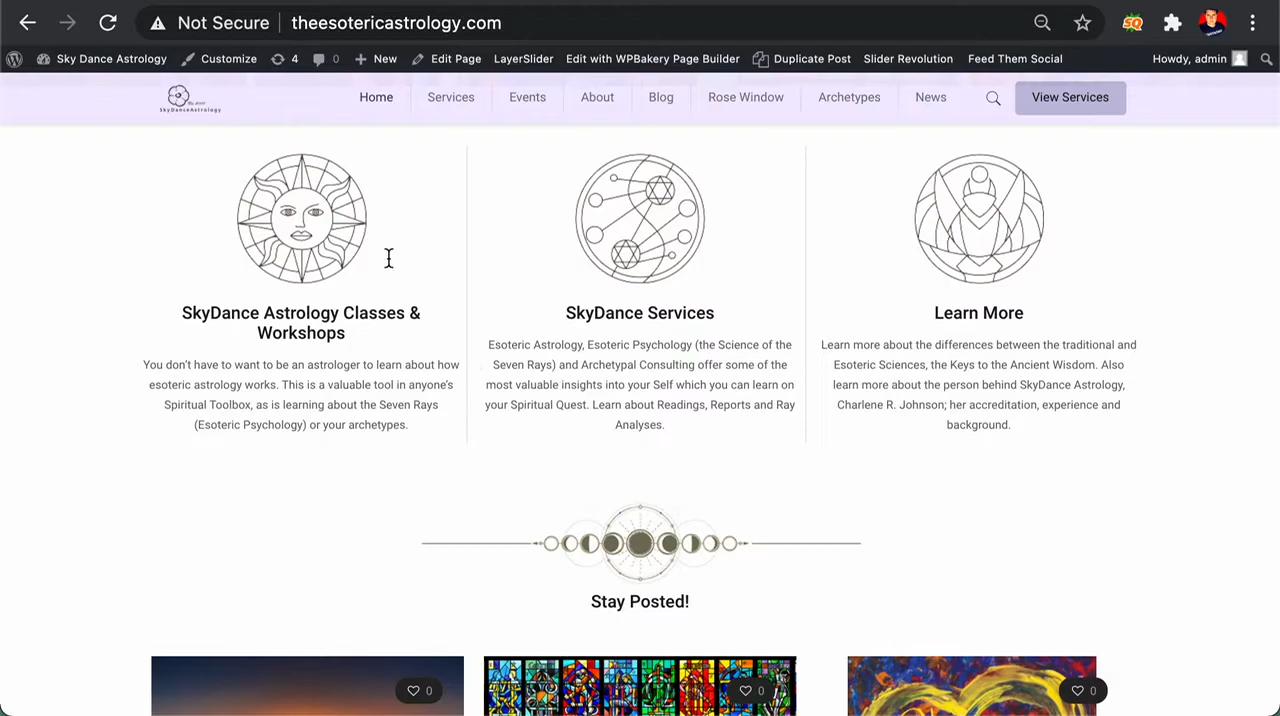 Not Secure theesotericastrology.com
Sky Dance Astrology Customize 4 0 New Edit Page LayerSlider Edit with WPBakery Page Builder Duplicate Post Slider Revolution Feed Them Social Howdy, admin
SkyDanceAstrology
Home Services Events About Blog Rose Window Archetypes News View Services
SkyDance Astrology Classes &
Workshops
You don't have to want to be an astrologer to learn about how
esoteric astrology works. This is a valuable tool in anyone's
Spiritual Toolbox, as is learning about the Seven Rays
(Esoteric Psychology) or your archetypes.
SkyDance Services
Esoteric Astrology, Esoteric Psychology (the Science of the
Seven Rays) and Archetypal Consulting offer some of the
most valuable insights into your Self which you can learn on
your Spiritual Quest. Learn about Readings, Reports and Ray
Analyses.
Learn More
Learn more about the differences between the traditional and
Esoteric Sciences, the Keys to the Ancient Wisdom. Also
learn more about the person behind SkyDance Astrology,
Charlene R. Johnson; her accreditation, experience and
background.
Stay Posted!
0 0 0